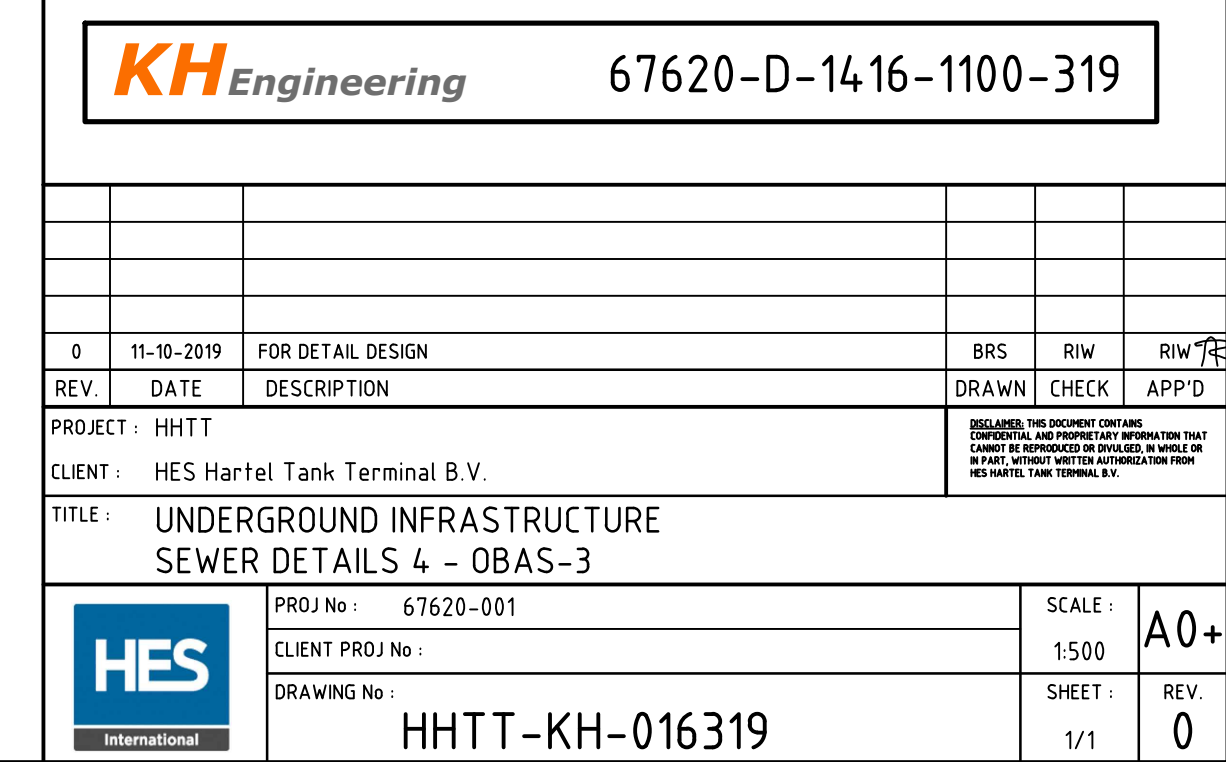 KH Engineering 67620-D-1416-1100-319
0 11-10-2019 FOR DETAIL DESIGN BRS RIW RIW
REV. DATE DESCRIPTION DRAWN CHECK APP'D
PROJECT : HHTT
CLIENT : HES Hartel Tank Terminal B.V.
DISCLAIMER: THIS DOCUMENT CONTAINS
CONFIDENTIAL AND PROPRIETARY INFORMATION THAT
CANNOT BE REPRODUCED OR DIVULGED, IN WHOLE OR
IN PART, WITHOUT WRITTEN AUTHORIZATION FROM
HES HARTEL TANK TERMINAL B.V.
TITLE : UNDERGROUND INFRASTRUCTURE
SEWER DETAILS 4 - OBAS-3
HES
International
PROJ No : 67620-001
CLIENT PROJ No :
SCALE :
1:500
A0+
DRAWING No :
HHTT-KH-016319
SHEET :
1/1
REV.
0